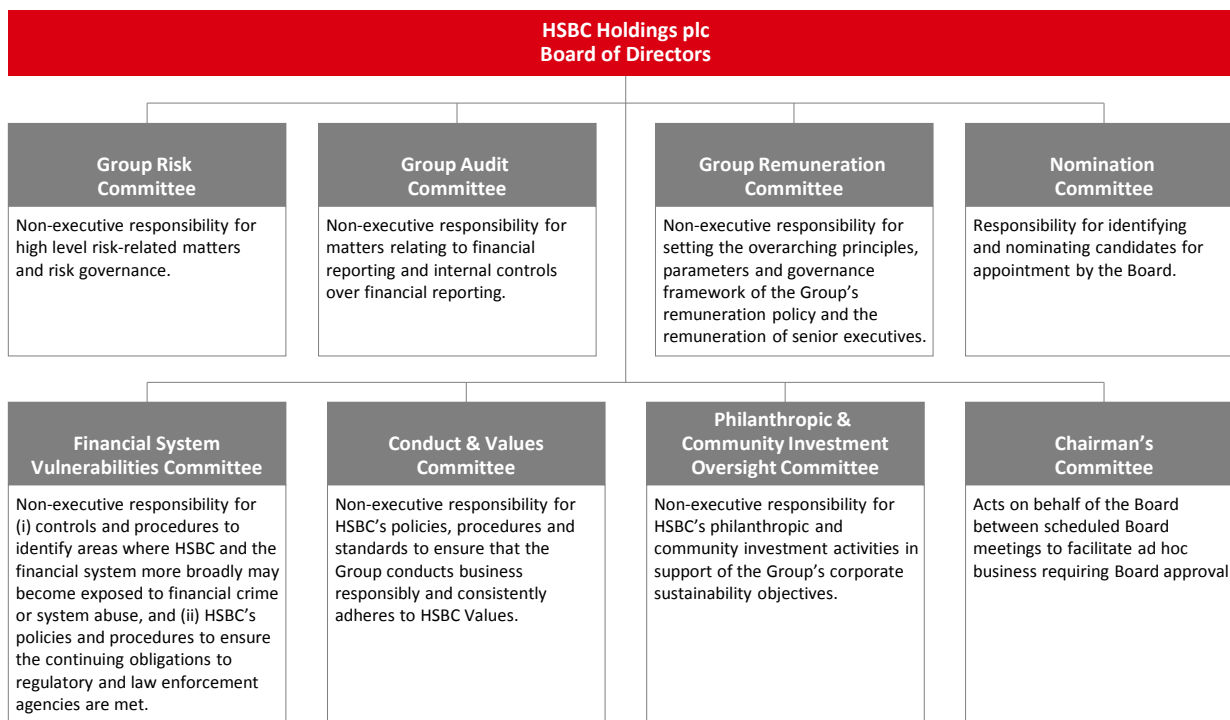 HSBC Holdings plc
Board of Directors
Group Risk
Committee
Non-executive responsibility for
high level risk-related matters
and risk governance.
Group Audit
Committee
Non-executive responsibility for
matters relating to financial
reporting and internal controls
over financial reporting.
Group Remuneration
Committee
Non-executive responsibility for
setting the overarching principles,
parameters and governance
framework of the Group’s
remuneration policy and the
remuneration of senior executives.
Nomination
Committee
Responsibility for identifying
and nominating candidates for
appointment by the Board.
Financial System
Vulnerabilities Committee
Non-executive responsibility for
(i) controls and procedures to
identify areas where HSBC and the
financial system more broadly may
become exposed to financial crime
or system abuse, and (ii) HSBC’s
policies and procedures to ensure
the continuing obligations to
regulatory and law enforcement
agencies are met.
Conduct & Values
Committee
Non-executive responsibility for
HSBC’s policies, procedures and
standards to ensure that the
Group conducts business
responsibly and consistently
adheres to HSBC Values.
Philanthropic &
Community Investment
Oversight Committee
Non-executive responsibility for
HSBC’s philanthropic and
community investment activities in
support of the Group’s corporate
sustainability objectives.
Chairman’s
Committee
Acts on behalf of the Board
between scheduled Board
meetings to facilitate ad hoc
business requiring Board approval